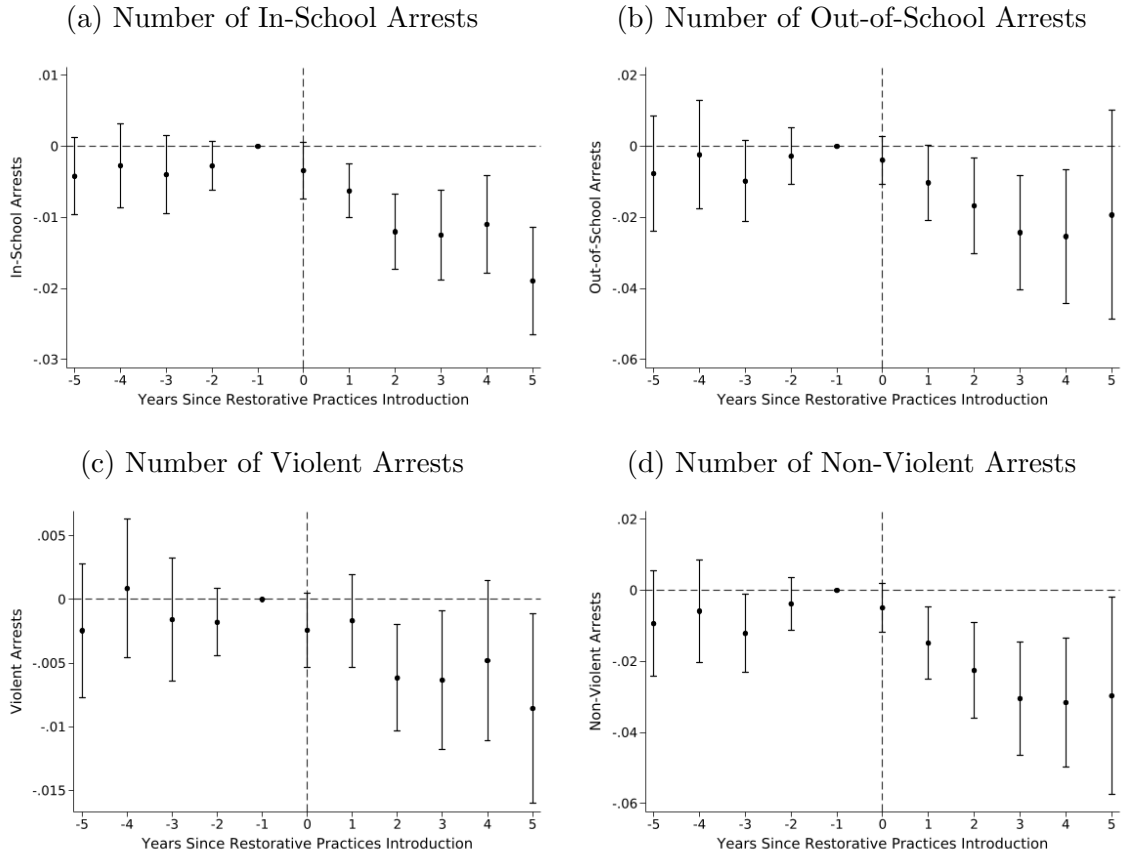 (a) Number of In-School Arrests
.01
0
-.01
-.02
-.03
In-School Arrests
-5 -4 -3 -2 -1 0 1 2 3 4 5
Years Since Restorative Practices Introduction
(b) Number of Out-of-School Arrests
.02
0
-.02
-.04
-.06
Out-of-School Arrests
-5 -4 -3 -2 -1 0 1 2 3 4 5
Years Since Restorative Practices Introduction
(c) Number of Violent Arrests
.005
0
-.005
-.01
-.015
Violent Arrests
-5 -4 -3 -2 -1 0 1 2 3 4 5
Years Since Restorative Practices Introduction
(d) Number of Non-Violent Arrests
.02
0
-.02
-.04
-.06
Non-Violent Arrests
-5 -4 -3 -2 -1 0 1 2 3 4 5
Years Since Restorative Practices Introduction